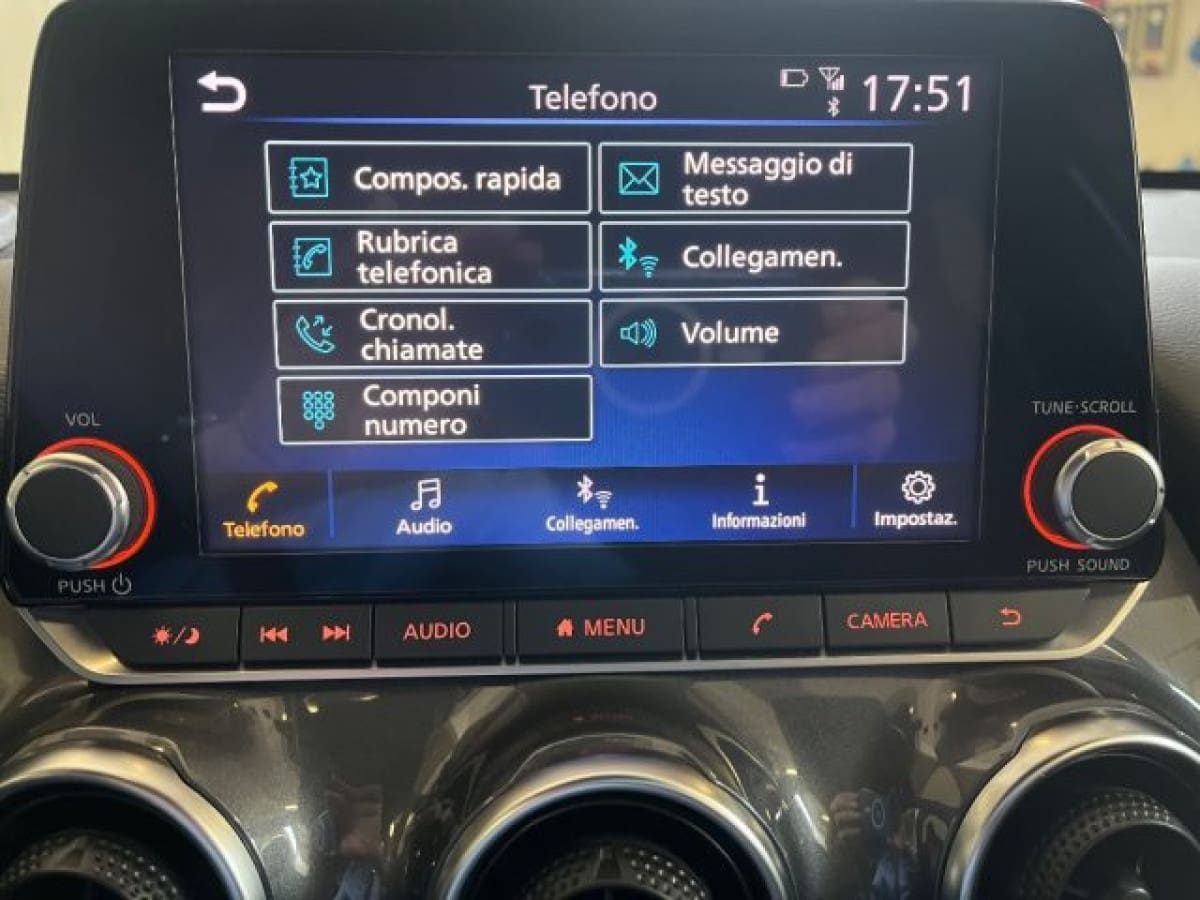 Telefono
17:51
Compos. rapida
Messaggio di
testo
Rubrica
telefonica
Collegamen.
Cronol.
chiamate
Volume
Componi
numero
VOL
TUNE·SCROLL
Telefono
Audio
Collegamen.
Informazioni
Impostaz.
PUSH
PUSH SOUND
AUDIO
MENU
CAMERA